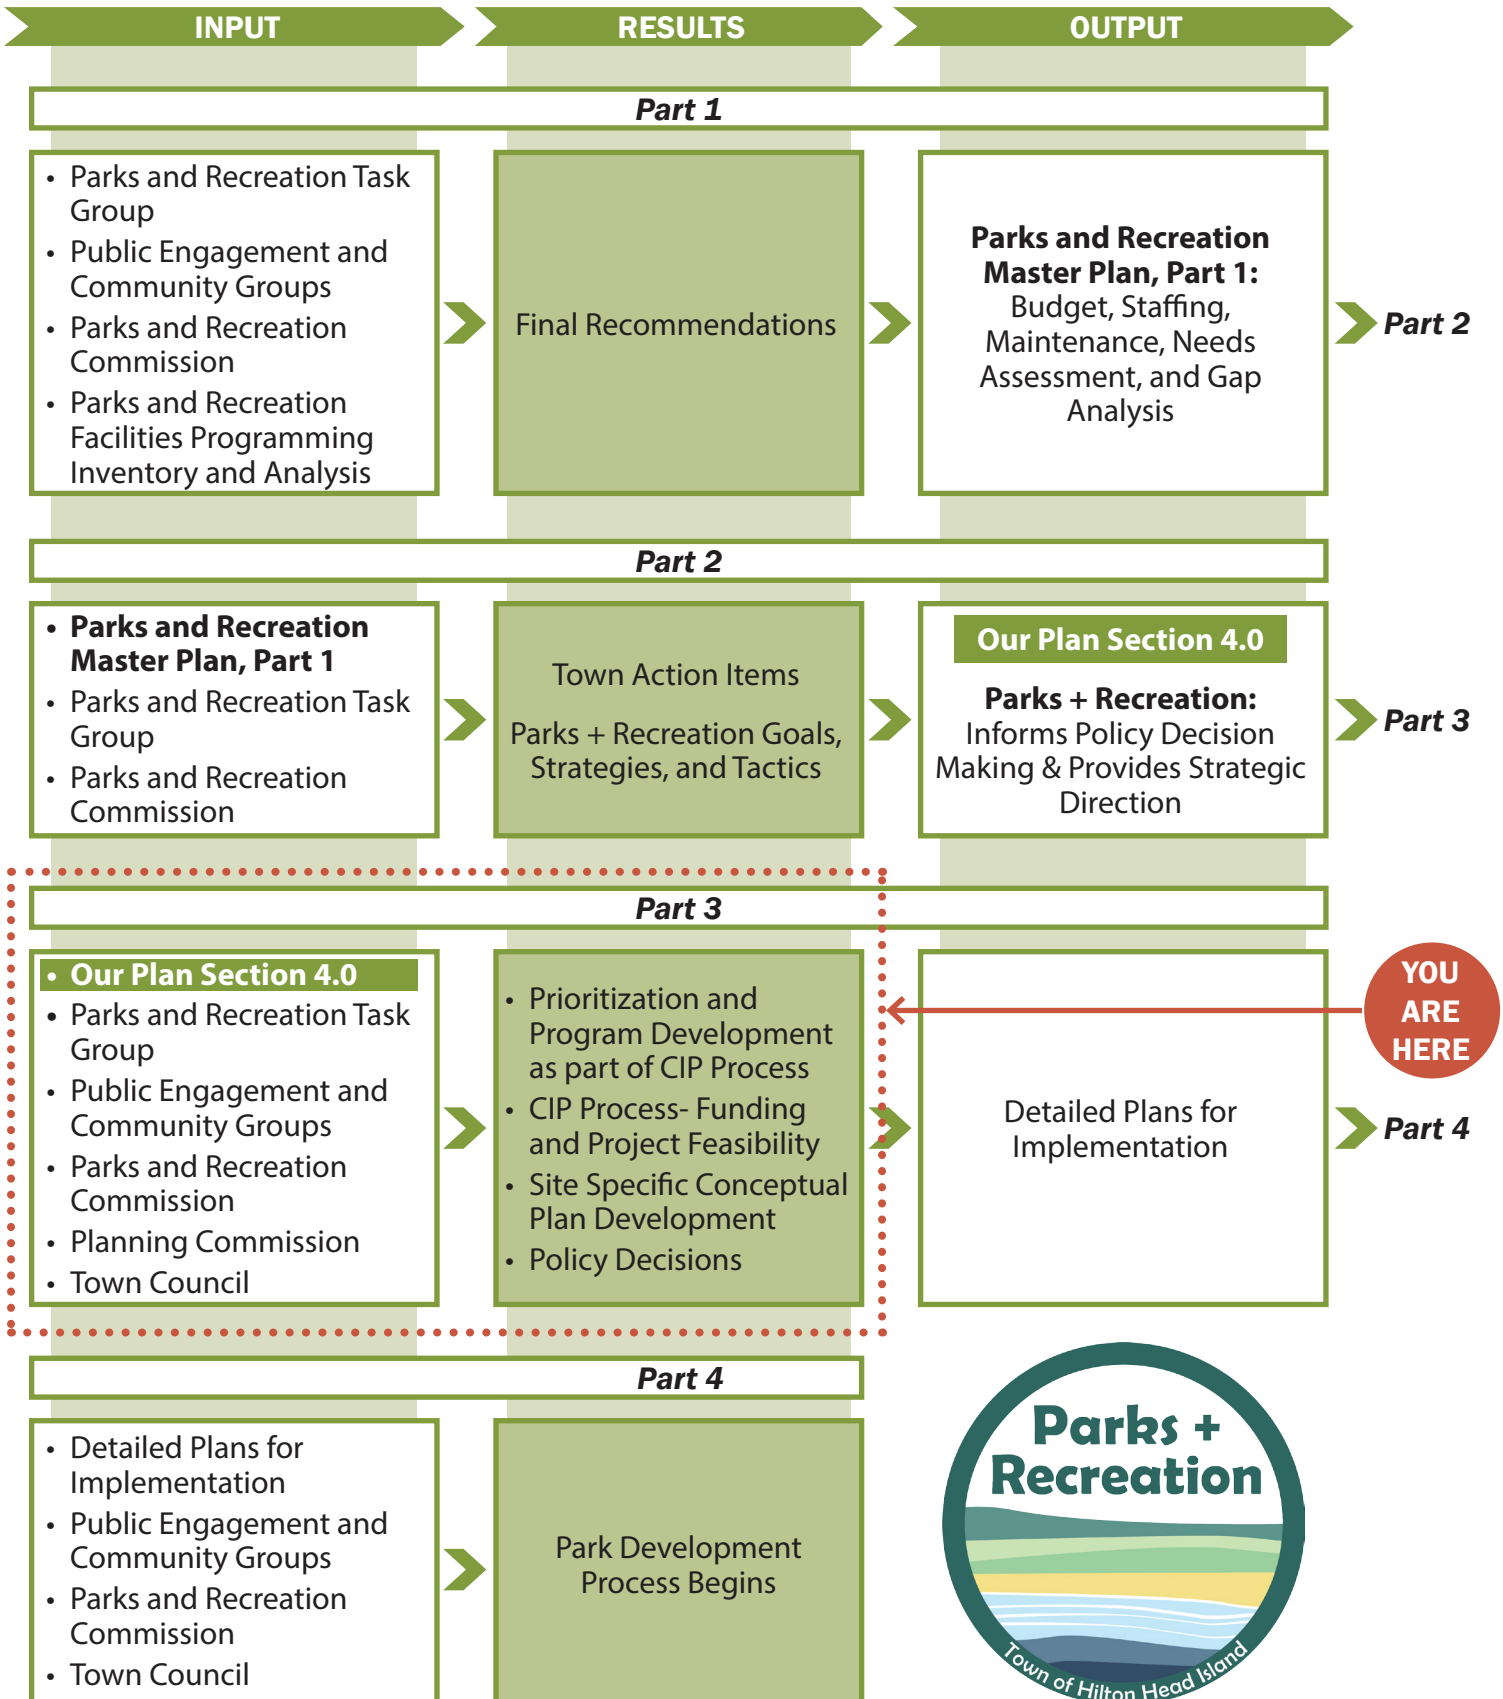 INPUT
RESULTS
OUTPUT
Part 1
• Parks and Recreation Task
Group
• Public Engagement and
Community Groups
• Parks and Recreation
Commission
• Parks and Recreation
Facilities Programming
Inventory and Analysis
Final Recommendations
Parks and Recreation
Master Plan, Part 1:
Budget, Staffing,
Maintenance, Needs
Assessment, and Gap
Analysis
Part 2
Part 2
• Parks and Recreation
Master Plan, Part 1
• Parks and Recreation Task
Group
• Parks and Recreation
Commission
Town Action Items
Parks + Recreation Goals,
Strategies, and Tactics
Our Plan Section 4.0
Parks + Recreation:
Informs Policy Decision
Making & Provides Strategic
Direction
Part 3
Part 3
• Our Plan Section 4.0
• Parks and Recreation Task
Group
• Public Engagement and
Community Groups
• Parks and Recreation
Commission
• Planning Commission
• Town Council
• Prioritization and
Program Development
as part of CIP Process
• CIP Process- Funding
and Project Feasibility
• Site Specific Conceptual
Plan Development
• Policy Decisions
Detailed Plans for
Implementation
YOU
ARE
HERE
Part 4
Part 4
• Detailed Plans for
Implementation
• Public Engagement and
Community Groups
• Parks and Recreation
Commission
• Town Council
Park Development
Process Begins
Parks +
Recreation
Town of Hilton Head Island